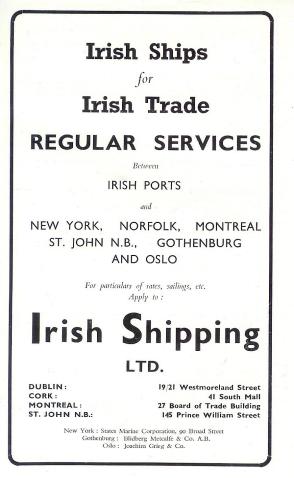 Irish Ships
for
Irish Trade
REGULAR SERVICES
Between
IRISH PORTS
and
NEW YORK, NORFOLK, MONTREAL
ST. JOHN N.B., GOTHENBURG
AND OSLO
For particulars of rates, sailings, etc.
Apply to :
Irish Shipping
LTD.
DUBLIN : 19/21 Westmoreland Street
CORK : 41 South Mall
MONTREAL : 27 Board of Trade Building
ST. JOHN N.B.: 145 Prince William Street
New York : States Marine Corporation, 90 Broad Street
Gothenburg : Blidberg Metcalfe & Co. A.B.
Oslo : Joachim Grieg & Co.